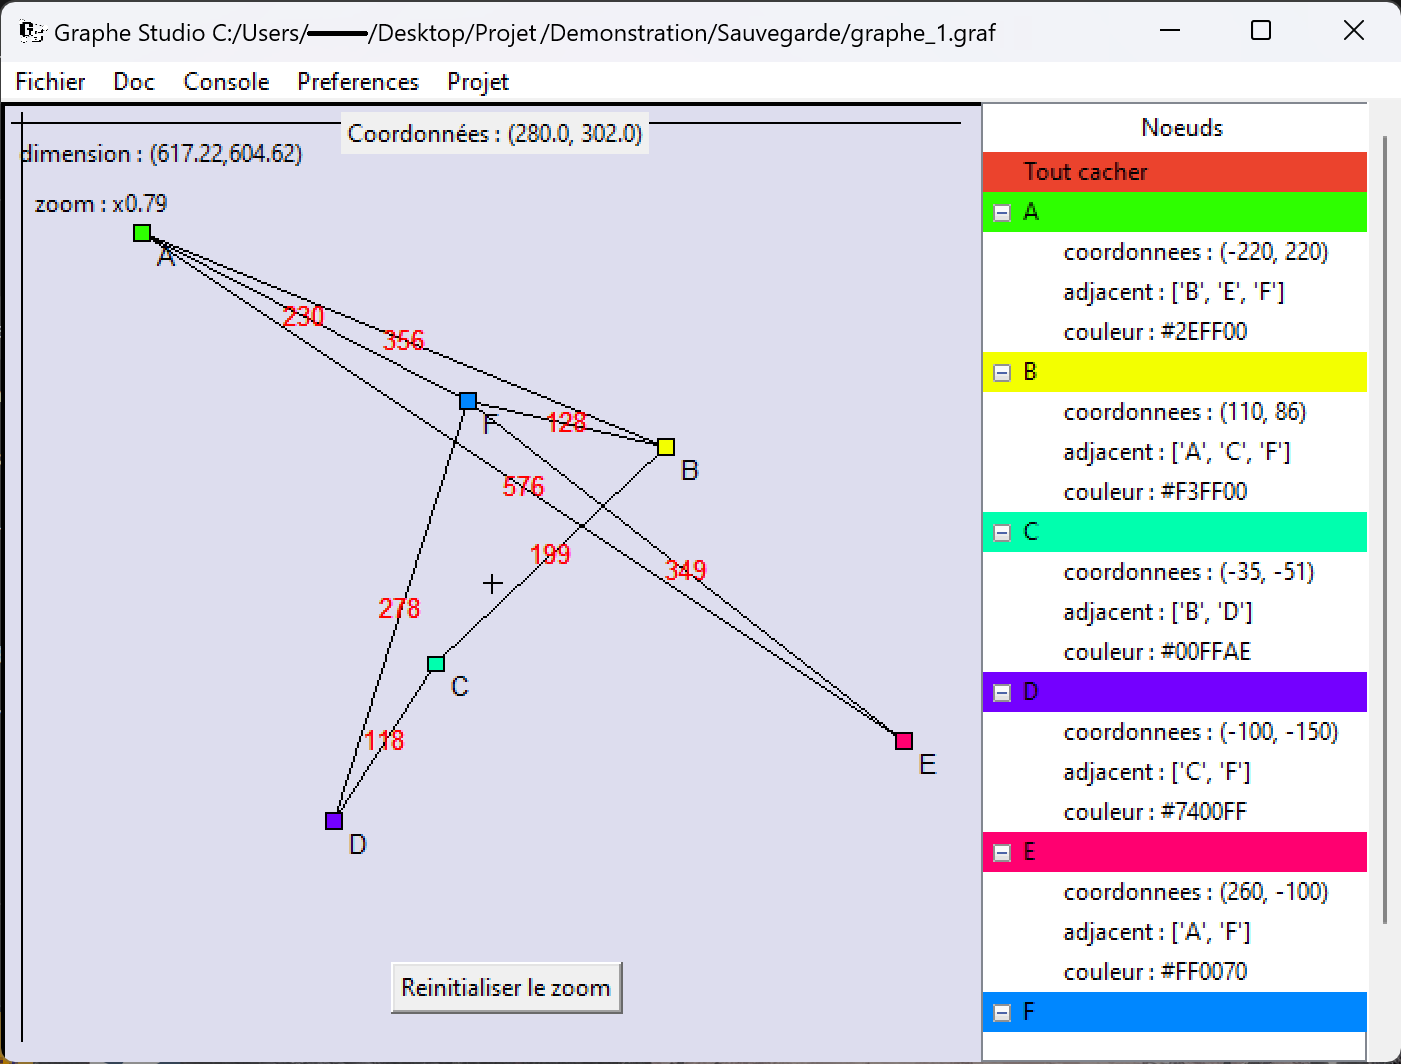 Graphe Studio C:/Users/ /Desktop/Projet/Demonstration/Sauvegarde/graphe_1.graf
Fichier Doc Console Preferences Projet
Coordonnées : (280.0, 302.0)
dimension : (617.22,604.62)
zoom : x0.79
A
230
356
F
128
B
576
199
349
278
C
118
E
D
Reinitialiser le zoom
Noeuds
Tout cacher
A
coordonnees : (-220, 220)
adjacent : ['B', 'E', 'F']
couleur : #2EFF00
B
coordonnees : (110, 86)
adjacent : ['A', 'C', 'F']
couleur : #F3FF00
C
coordonnees : (-35, -51)
adjacent : ['B', 'D']
couleur : #00FFAE
D
coordonnees : (-100, -150)
adjacent : ['C', 'F']
couleur : #7400FF
E
coordonnees : (260, -100)
adjacent : ['A', 'F']
couleur : #FF0070
F